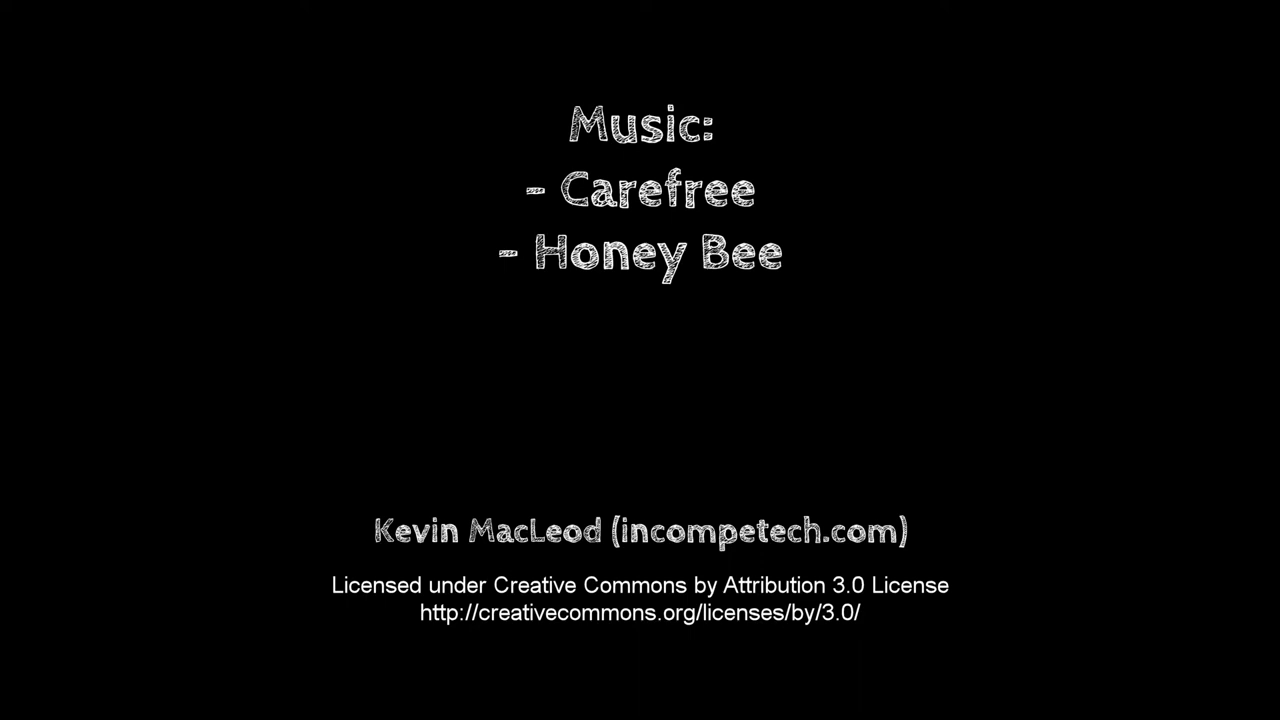 Music:
- Carefree
- Honey Bee
Kevin MacLeod (incompetech.com)
Licensed under Creative Commons by Attribution 3.0 License
http://creativecommons.org/licenses/by/3.0/